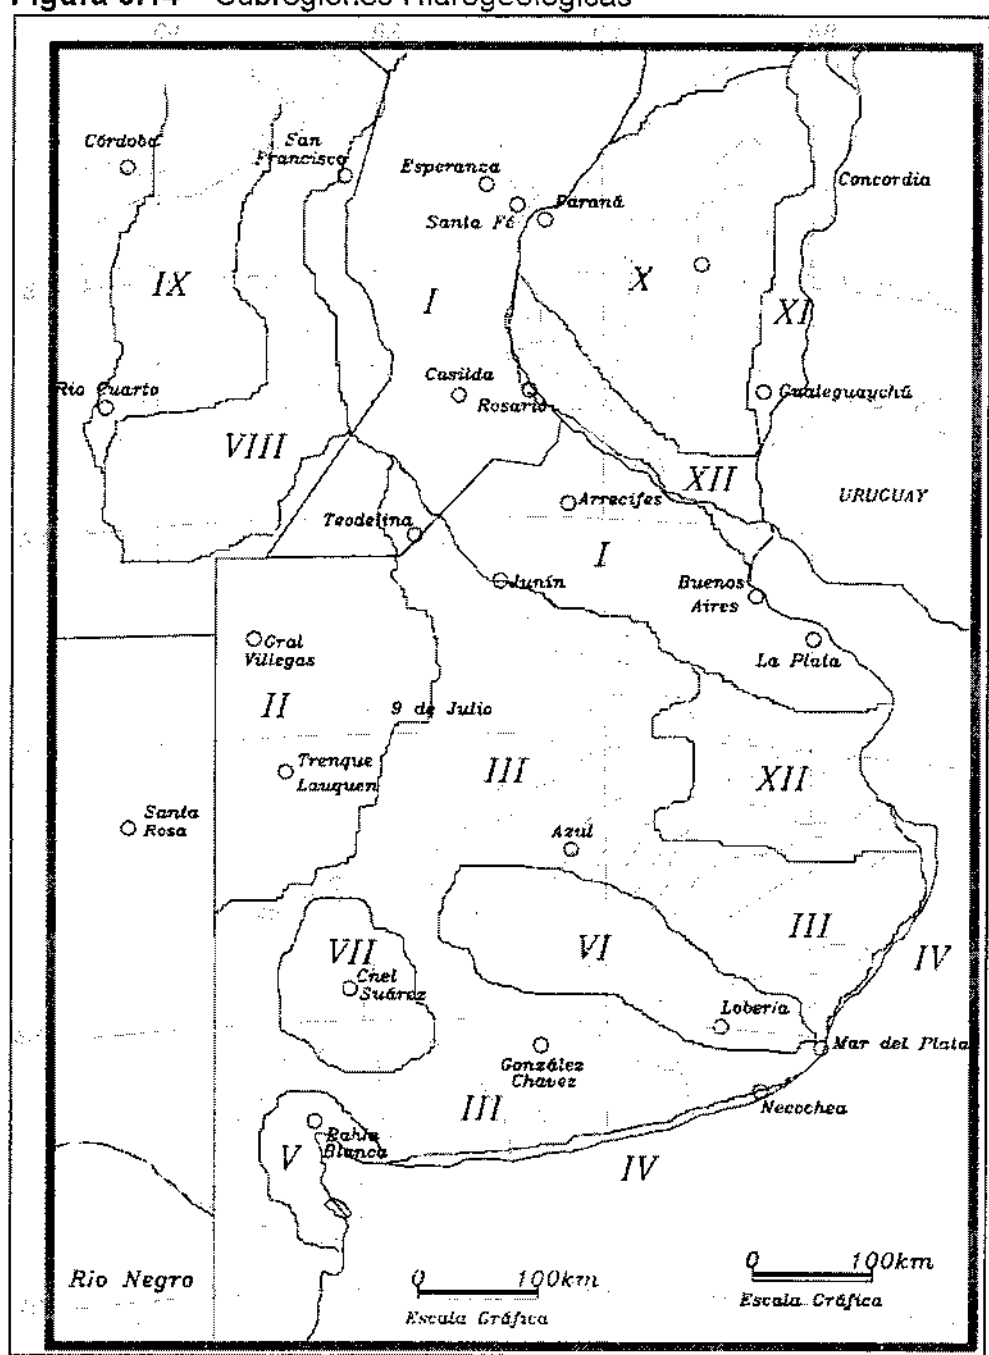 Subregiones Hidrogeológicas
Córdoba
San
Francisco
Esperanza
Paraná
Santa Fé
Concordia
IX
I
X
XI
Río Cuarto
Casilda
Rosario
Gualeguaychú
VIII
XII
URUGUAY
Teodelina
Arrecifes
I
Junín
Buenos
Aires
Gral
Villegas
La Plata
II
9 de Julio
Trenque
Lauquen
III
XII
Santa
Rosa
Azúl
VII
VI
III
IV
Cnel
Suárez
Lobería
Mar del Plata
González
Chavez
III
Necochea
Bahía
Blanca
V
IV
Río Negro
0 100km
Escala Gráfica
0 100km
Escala Gráfica